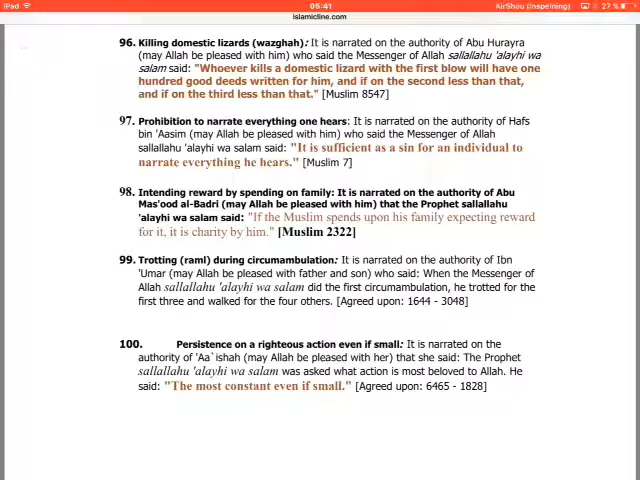 iPad 05:41 AirShou (Inspelning) 27 %
islamicline.com
96. Killing domestic lizards (wazghah): It is narrated on the authority of Abu Hurayra
(may Allah be pleased with him) who said the Messenger of Allah sallallahu 'alayhi wa
salam said: "Whoever kills a domestic lizard with the first blow will have one
hundred good deeds written for him, and if on the second less than that,
and if on the third less than that." [Muslim 8547]
97. Prohibition to narrate everything one hears: It is narrated on the authority of Hafs
bin 'Aasim (may Allah be pleased with him) who said the Messenger of Allah
sallallahu 'alayhi wa salam said: "It is sufficient as a sin for an individual to
narrate everything he hears." [Muslim 7]
98. Intending reward by spending on family: It is narrated on the authority of Abu
Mas'ood al-Badri (may Allah be pleased with him) that the Prophet sallallahu
'alayhi wa salam said: "If the Muslim spends upon his family expecting reward
for it, it is charity by him." [Muslim 2322]
99. Trotting (raml) during circumambulation: It is narrated on the authority of Ibn
'Umar (may Allah be pleased with father and son) who said: When the Messenger of
Allah sallallahu 'alayhi wa salam did the first circumambulation, he trotted for the
first three and walked for the four others. [Agreed upon: 1644 - 3048]
100. Persistence on a righteous action even if small: It is narrated on the
authority of 'Aa`ishah (may Allah be pleased with her) that she said: The Prophet
sallallahu 'alayhi wa salam was asked what action is most beloved to Allah. He
said: "The most constant even if small." [Agreed upon: 6465 - 1828]